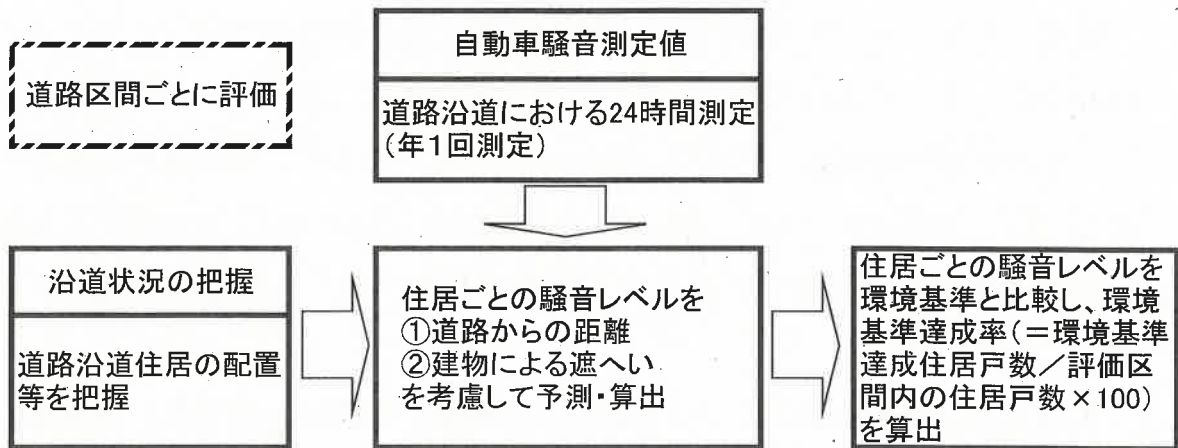 道路区間ごとに評価
自動車騒音測定値
道路沿道における24時間測定
(年1回測定)
沿道状況の把握
道路沿道住居の配置
等を把握
住居ごとの騒音レベルを
①道路からの距離
②建物による遮へい
を考慮して予測・算出
住居ごとの騒音レベルを
環境基準と比較し、環境
基準達成率(=環境基準
達成住居戸数/評価区
間内の住居戸数×100)
を算出